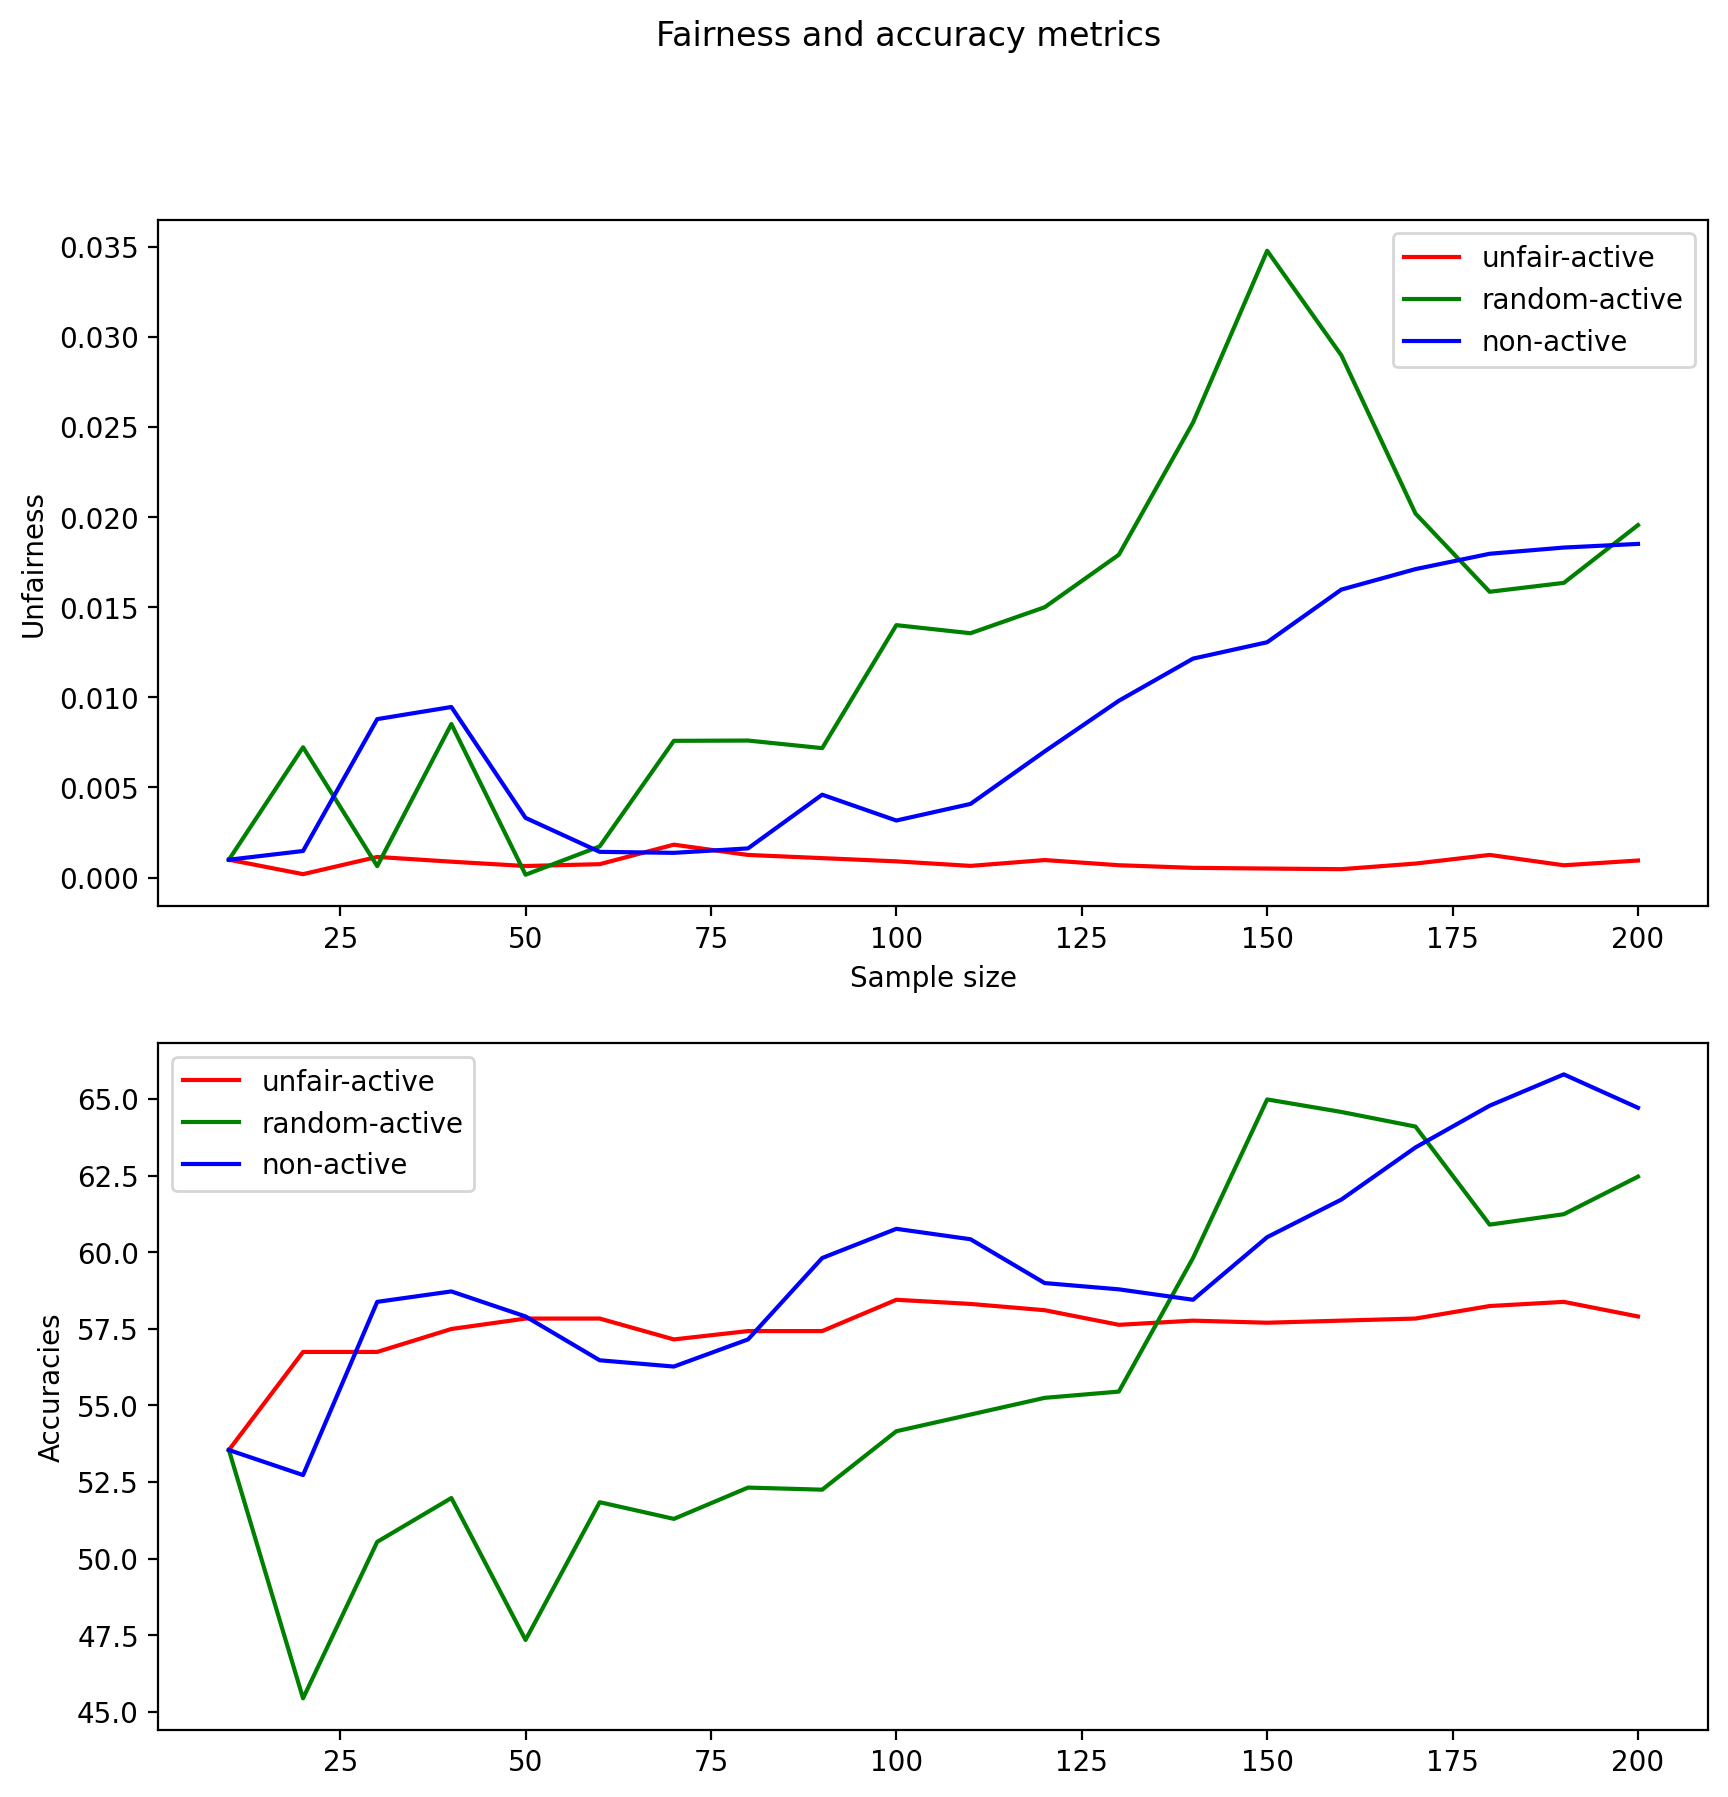 Fairness and accuracy metrics
0.035
0.030
0.025
0.020
0.015
0.010
0.005
0.000
Unfairness
unfair-active
random-active
non-active
25 50 75 100 125 150 175 200
Sample size
65.0
62.5
60.0
57.5
55.0
52.5
50.0
47.5
45.0
Accuracies
unfair-active
random-active
non-active
25 50 75 100 125 150 175 200